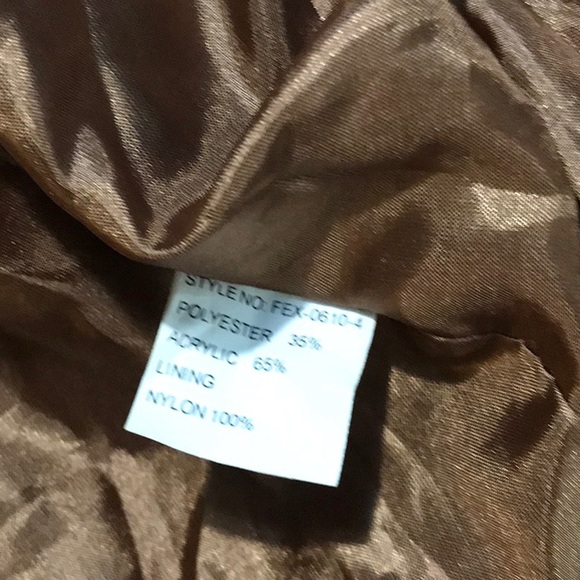 STYLE NO: FEX-0610-4
POLYESTER 35%
ACRYLIC 65%
LINING
NYLON 100%